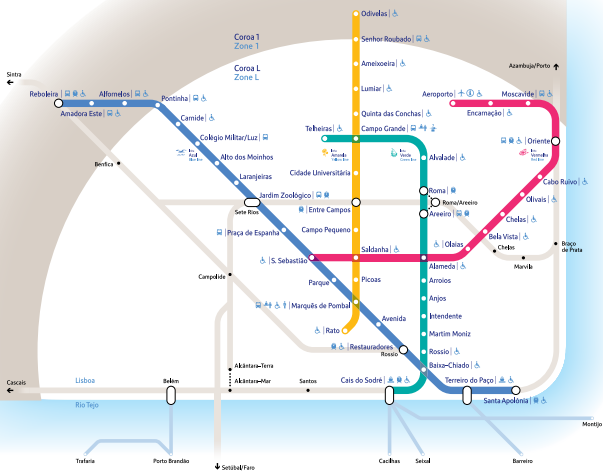 Odivelas
Coroa 1
Zone 1
Senhor Roubado
Ameixoeira
Coroa L
Zone L
Azambuja/Porto
Sintra
Lumiar
Reboleira
Alfornelos
Pontinha
Aeroporto
Moscavide
Amadora Este
Quinta das Conchas
Encarnação
Carnide
Telheiras
Campo Grande
Colégio Militar/Luz
Oriente
Alto dos Moinhos
Alvalade
Benfica
Laranjeiras
Cidade Universitária
Cabo Ruivo
Jardim Zoológico
Roma
Olivais
Sete Rios
Entre Campos
Roma/Areeiro
Areeiro
Chelas
Praça de Espanha
Campo Pequeno
Bela Vista
Saldanha
Olaias
Braço
de Prata
Chelas
S. Sebastião
Alameda
Marvila
Campolide
Parque
Picoas
Arroios
Marquês de Pombal
Anjos
Avenida
Intendente
Rato
Martim Moniz
Restauradores
Rossio
Rossio
Alcântara-Terra
Baixa-Chiado
Cascais
Lisboa
Belém
Alcântara-Mar
Santos
Cais do Sodré
Terreiro do Paço
Rio Tejo
Santa Apolónia
Montijo
Trafaria
Porto Brandão
Cacilhas
Seixal
Barreiro
Setúbal/Faro